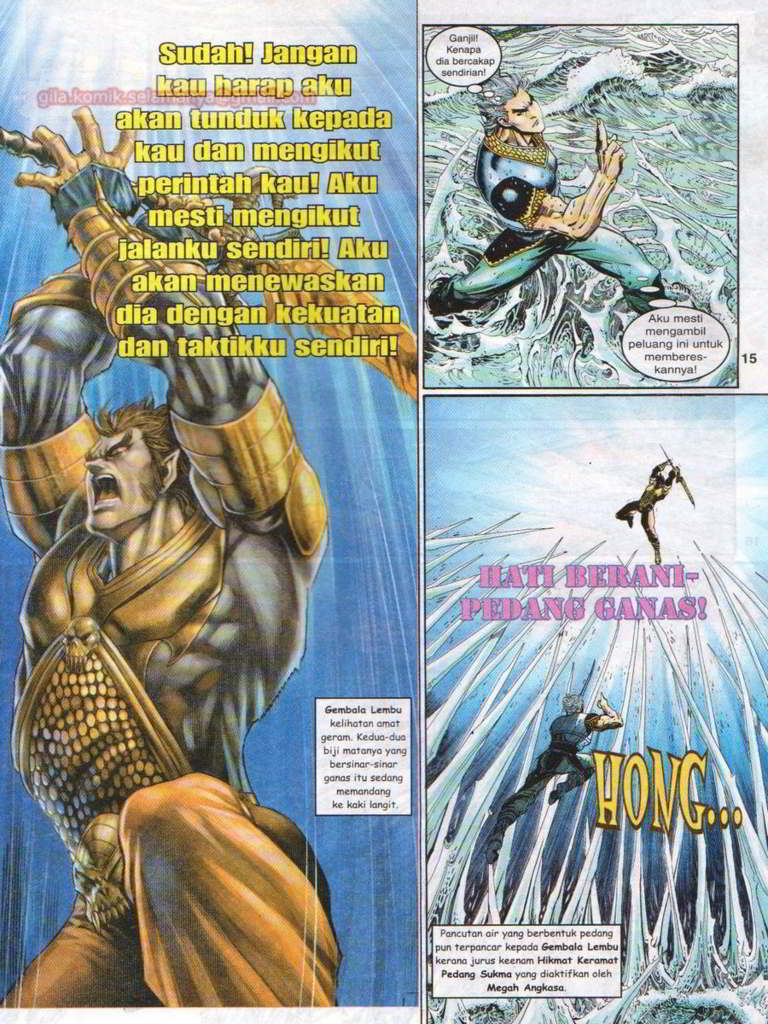 Sudah! Jangan
kau harap aku
akan tunduk kepada
kau dan mengikut
perintah kau! Aku
mesti mengikut
jalanku sendiri! Aku
akan menewaskan
dia dengan kekuatan
dan taktikku sendiri!
Gembala Lembu
kelihatan amat
geram. Kedua-dua
biji matanya yang
bersinar-sinar
ganas itu sedang
memandang
ke kaki langit.
Ganjil!
Kenapa
dia bercakap
sendirian!
Aku mesti
mengambil
peluang ini untuk
memberes-
kannya!
15
HATI BERANI-
PEDANG GANAS!
HONG...
Pancutan air yang berbentuk pedang
pun terpancar kepada Gembala Lembu
kerana jurus keenam Hikmat Keramat
Pedang Sukma yang diaktifkan oleh
Megah Angkasa.